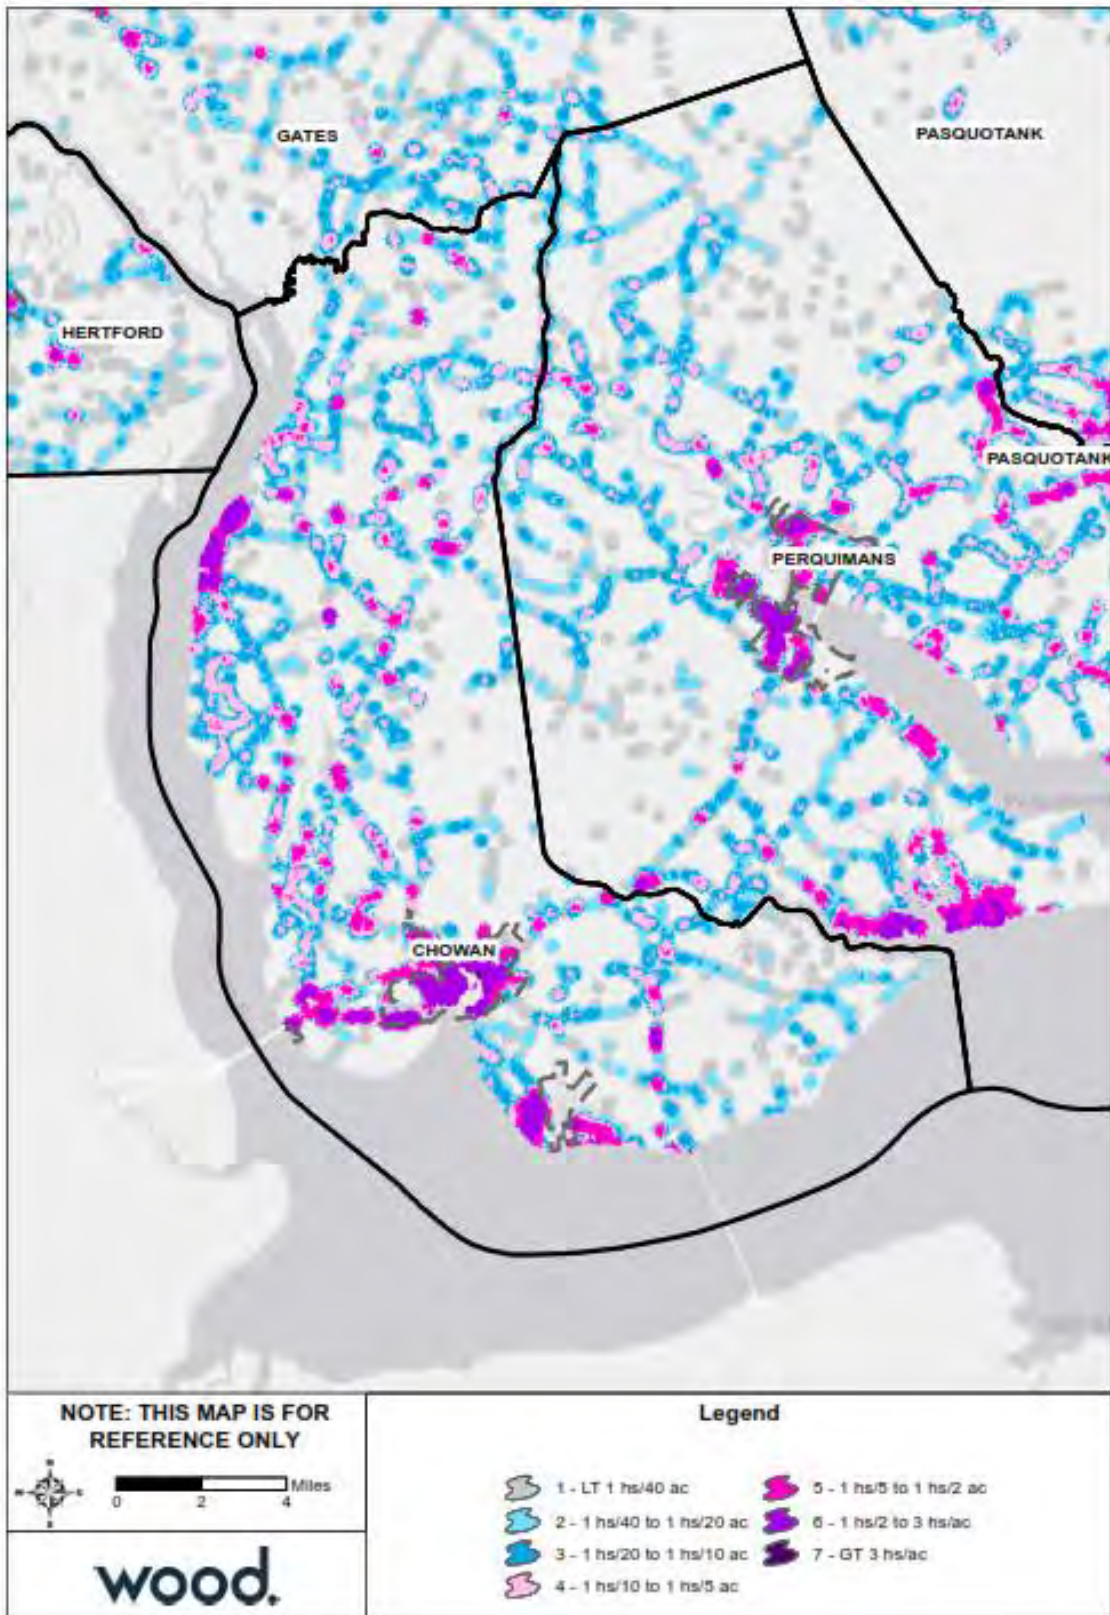 GATES
PASQUOTANK
HERTFORD
PASQUOTANK
PERQUIMANS
CHOWAN
NOTE: THIS MAP IS FOR
REFERENCE ONLY
Miles
0 2 4
wood.
Legend
1 - LT 1 hs/40 ac
2 - 1 hs/40 to 1 hs/20 ac
3 - 1 hs/20 to 1 hs/10 ac
4 - 1 hs/10 to 1 hs/5 ac
5 - 1 hs/5 to 1 hs/2 ac
6 - 1 hs/2 to 3 hs/ac
7 - GT 3 hs/ac